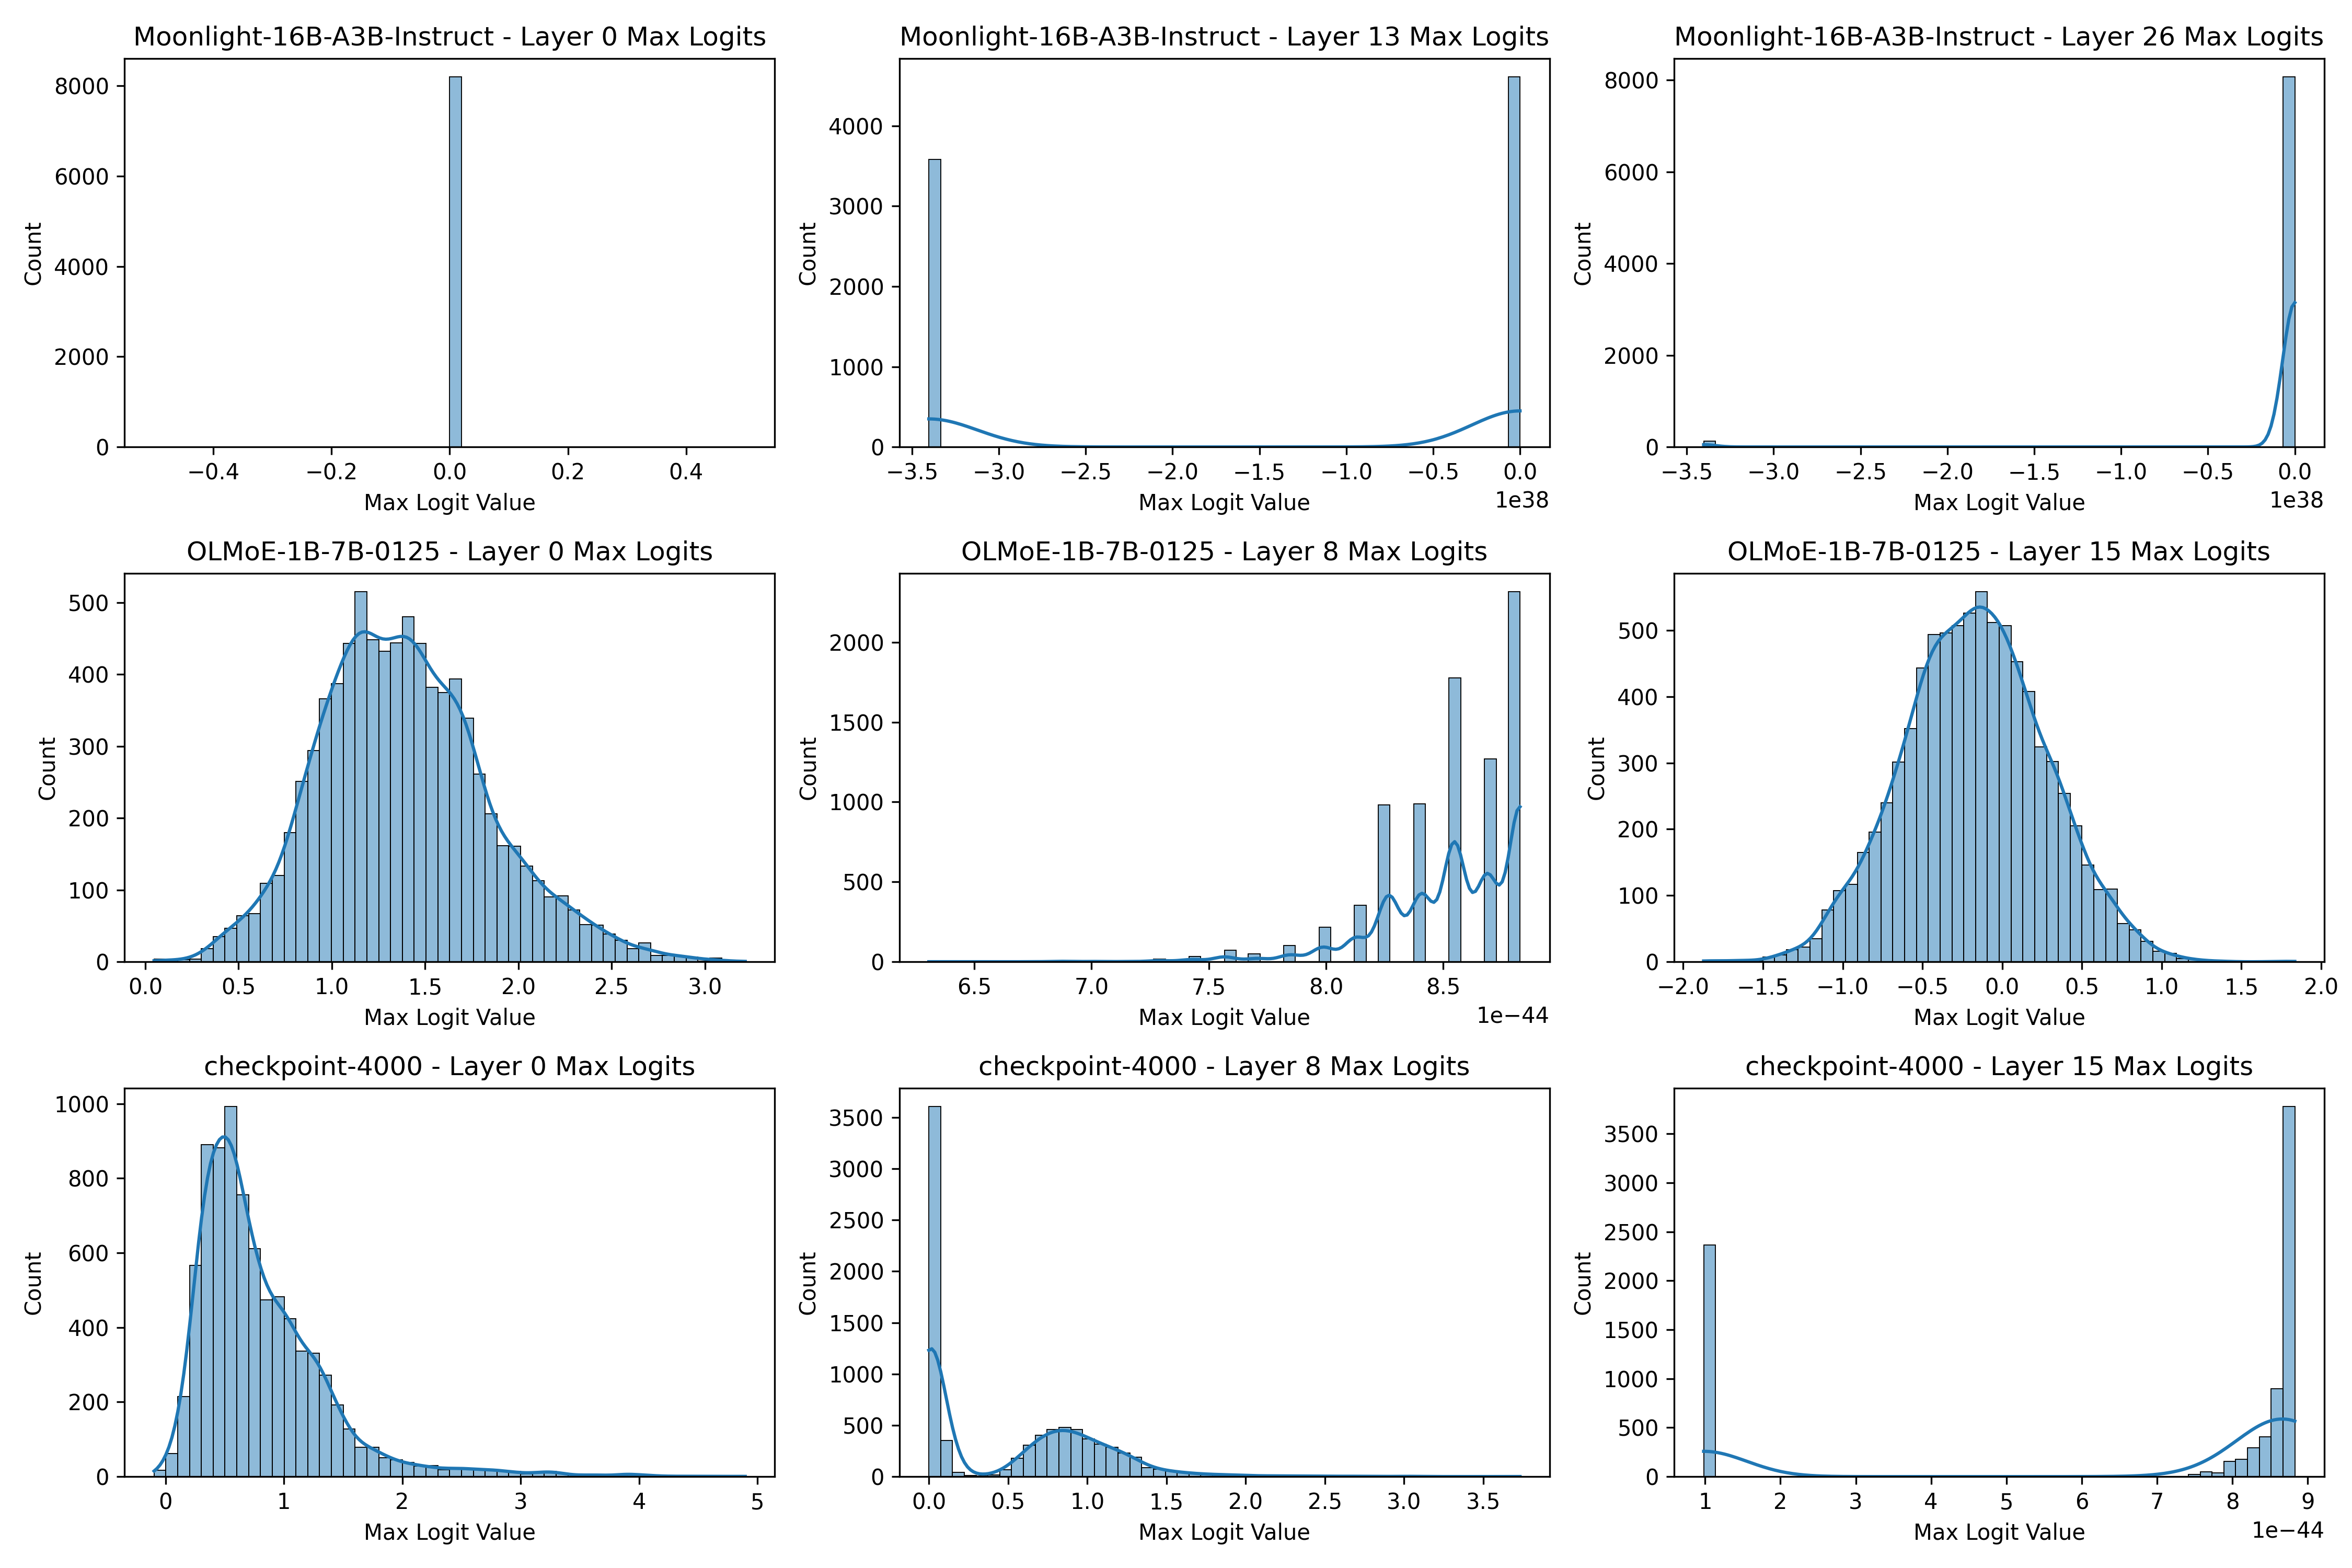 Moonlight-16B-A3B-Instruct - Layer 0 Max Logits
Count
8000
6000
4000
2000
0
−0.4 −0.2 0.0 0.2 0.4
Max Logit Value
Moonlight-16B-A3B-Instruct - Layer 13 Max Logits
Count
4000
3000
2000
1000
0
−3.5 −3.0 −2.5 −2.0 −1.5 −1.0 −0.5 0.0
Max Logit Value
1e38
Moonlight-16B-A3B-Instruct - Layer 26 Max Logits
Count
8000
6000
4000
2000
0
−3.5 −3.0 −2.5 −2.0 −1.5 −1.0 −0.5 0.0
Max Logit Value
1e38
OLMoE-1B-7B-0125 - Layer 0 Max Logits
Count
500
400
300
200
100
0
0.0 0.5 1.0 1.5 2.0 2.5 3.0
Max Logit Value
OLMoE-1B-7B-0125 - Layer 8 Max Logits
Count
2000
1500
1000
500
0
6.5 7.0 7.5 8.0 8.5
Max Logit Value
1e−44
OLMoE-1B-7B-0125 - Layer 15 Max Logits
Count
500
400
300
200
100
0
−2.0 −1.5 −1.0 −0.5 0.0 0.5 1.0 1.5 2.0
Max Logit Value
checkpoint-4000 - Layer 0 Max Logits
Count
1000
800
600
400
200
0
0 1 2 3 4 5
Max Logit Value
checkpoint-4000 - Layer 8 Max Logits
Count
3500
3000
2500
2000
1500
1000
500
0
0.0 0.5 1.0 1.5 2.0 2.5 3.0 3.5
Max Logit Value
checkpoint-4000 - Layer 15 Max Logits
Count
3500
3000
2500
2000
1500
1000
500
0
1 2 3 4 5 6 7 8 9
Max Logit Value
1e−44